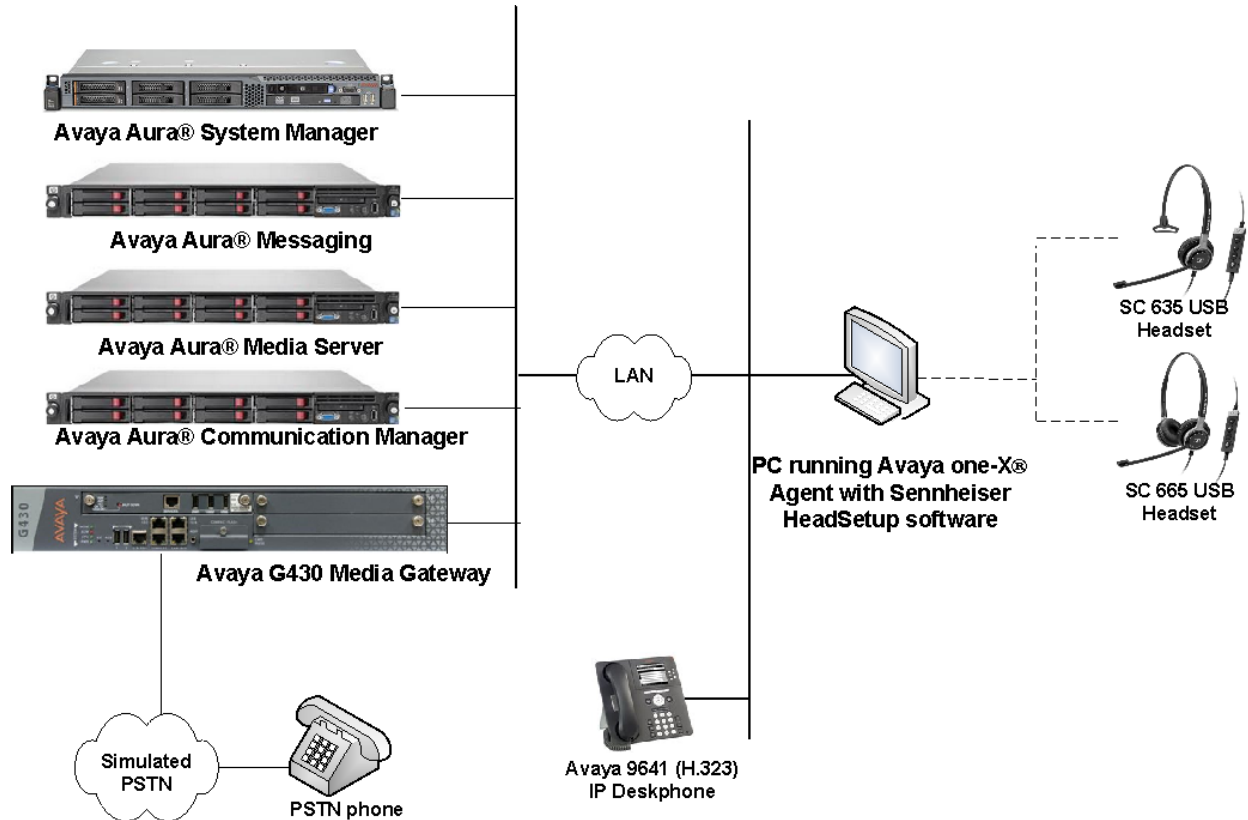 Avaya Aura® System Manager
Avaya Aura® Messaging
Avaya Aura® Media Server
Avaya Aura® Communication Manager
G430
AVAYA
Avaya G430 Media Gateway
Simulated
PSTN
PSTN phone
LAN
Avaya 9641 (H.323)
IP Deskphone
PC running Avaya one-X®
Agent with Sennheiser
HeadSetup software
SC 635 USB
Headset
SC 665 USB
Headset